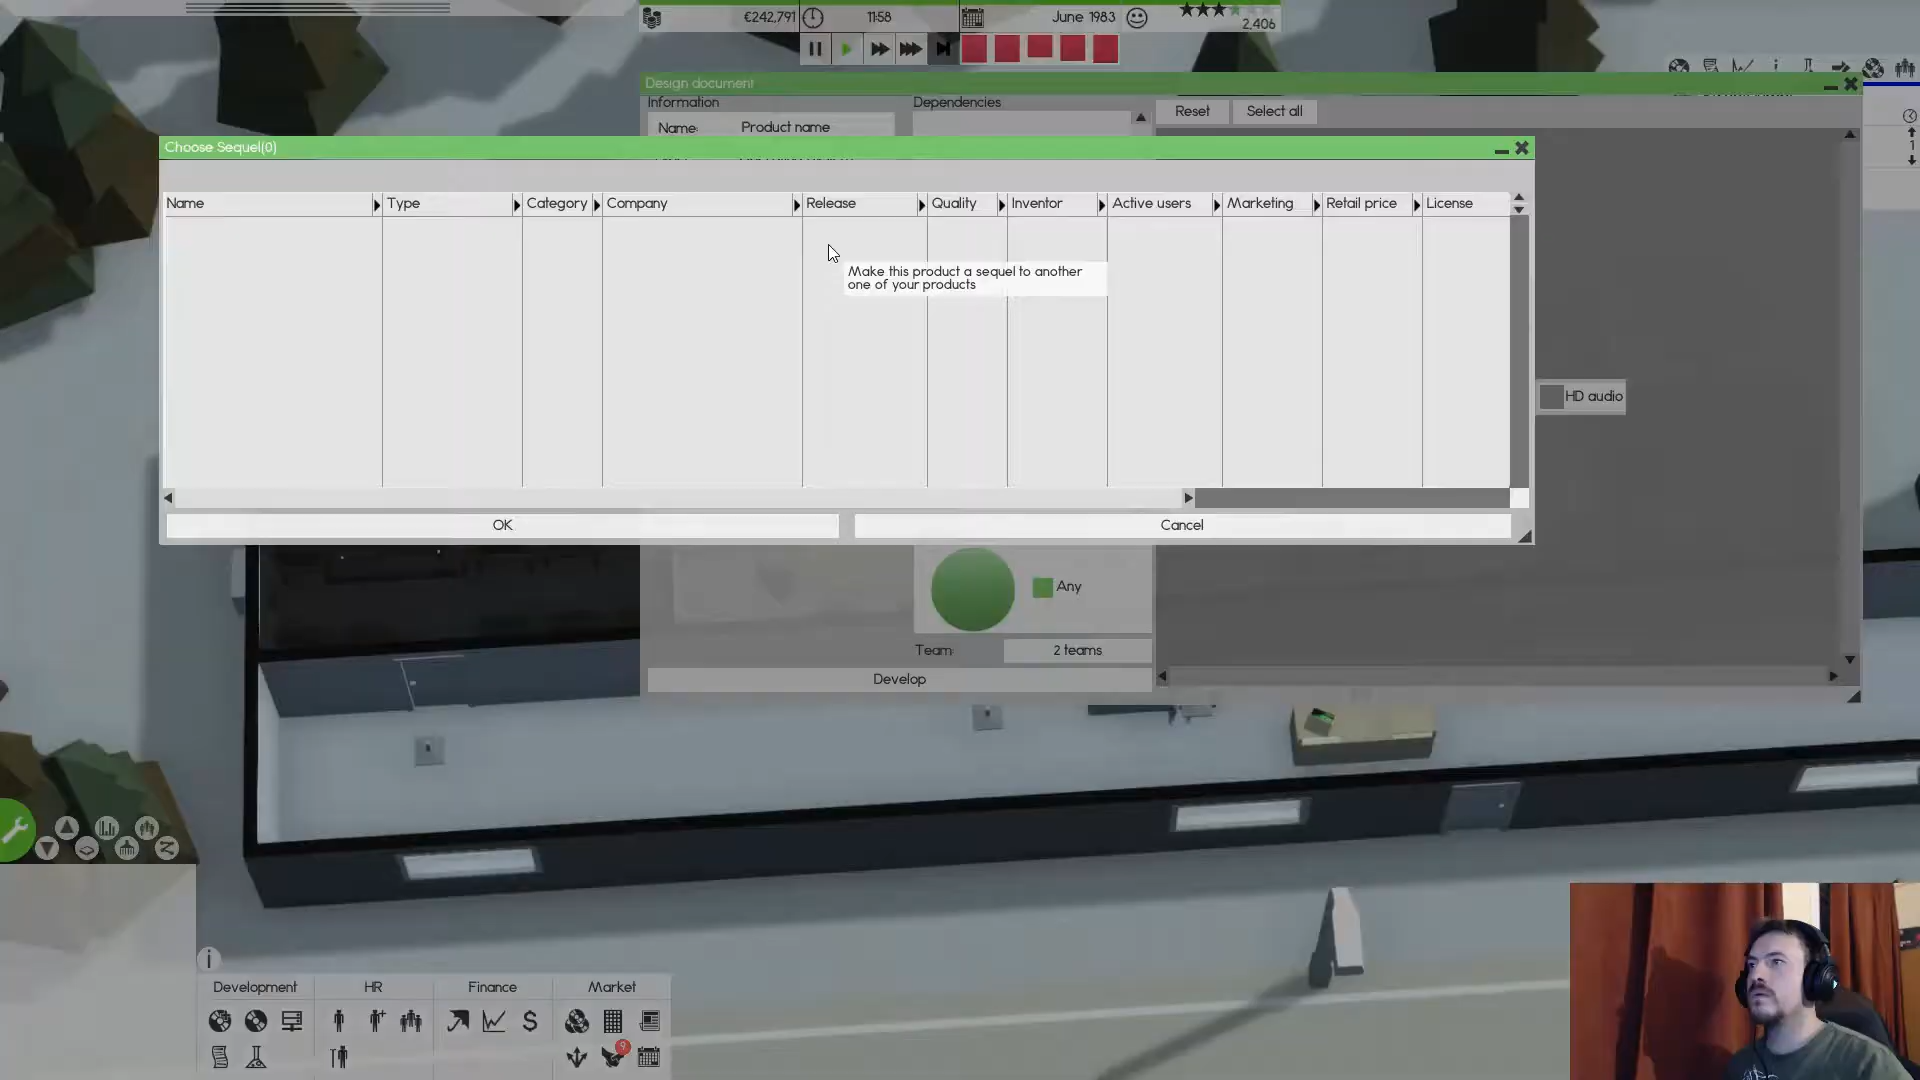 €242,791
11:58
June 1983
2,406
Design document
Information
Dependencies
Reset
Select all
Name:
Product name
Choose Sequel(0)
Name
Type
Category
Company
Release
Quality
Inventor
Active users
Marketing
Retail price
License
Make this product a sequel to another
one of your products
HD audio
1
OK
Cancel
Any
Team:
2 teams
Develop
Development
HR
Finance
Market
9